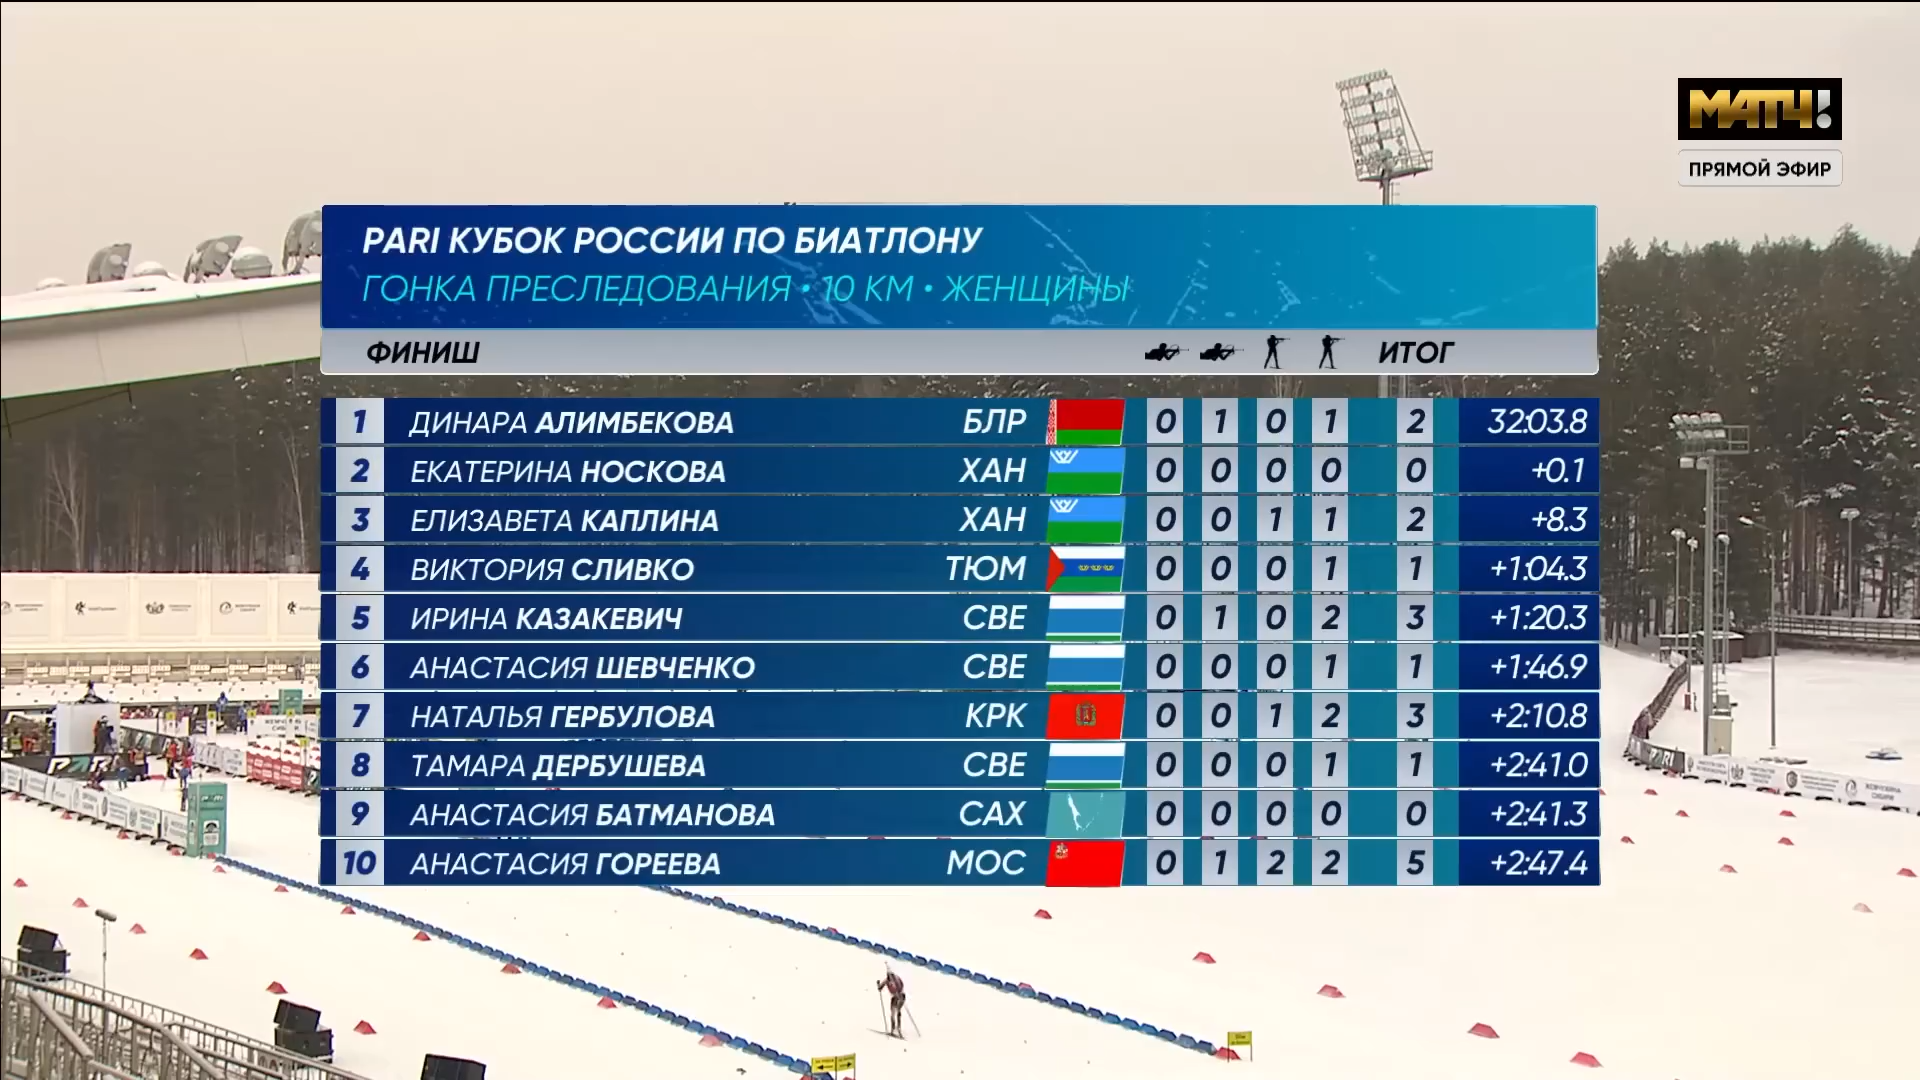 МАТЧ!
ПРЯМОЙ ЭФИР
PARI КУБОК РОССИИ ПО БИАТЛОНУ
ГОНКА ПРЕСЛЕДОВАНИЯ • 10 КМ • ЖЕНЩИНЫ
ФИНИШ ИТОГ
1 ДИНАРА АЛИМБЕКОВА БЛР 0 1 0 1 2 32:03.8
2 ЕКАТЕРИНА НОСКОВА ХАН 0 0 0 0 0 +0.1
3 ЕЛИЗАВЕТА КАПЛИНА ХАН 0 0 1 1 2 +8.3
4 ВИКТОРИЯ СЛИВКО ТЮМ 0 0 0 1 1 +1:04.3
5 ИРИНА КАЗАКЕВИЧ СВЕ 0 1 0 2 3 +1:20.3
6 АНАСТАСИЯ ШЕВЧЕНКО СВЕ 0 0 0 1 1 +1:46.9
7 НАТАЛЬЯ ГЕРБУЛОВА КРК 0 0 1 2 3 +2:10.8
8 ТАМАРА ДЕРБУШЕВА СВЕ 0 0 0 1 1 +2:41.0
9 АНАСТАСИЯ БАТМАНОВА САХ 0 0 0 0 0 +2:41.3
10 АНАСТАСИЯ ГОРЕЕВА МОС 0 1 2 2 5 +2:47.4
PARI
PARI